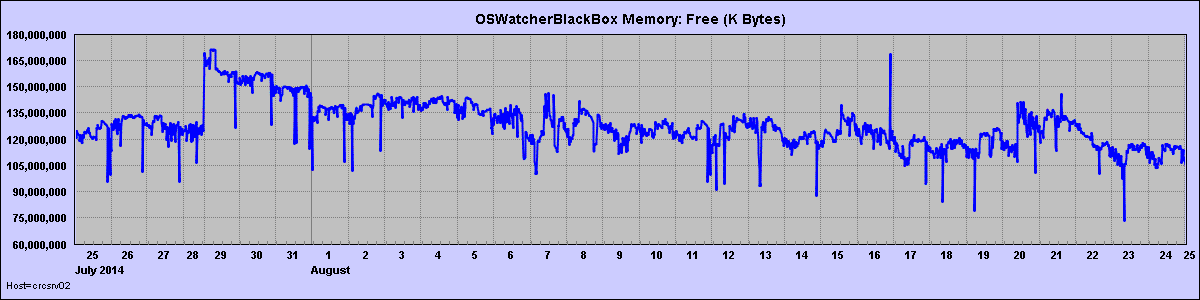 OSWatcherBlackBox Memory: Free (K Bytes)
180,000,000
165,000,000
150,000,000
135,000,000
120,000,000
105,000,000
90,000,000
75,000,000
60,000,000
25 26 27 28 29 30 31 1 2 3 4 5 6 7 8 9 10 11 12 13 14 15 16 17 18 19 20 21 22 23 24 25
July 2014 August
Host=crcsrv02